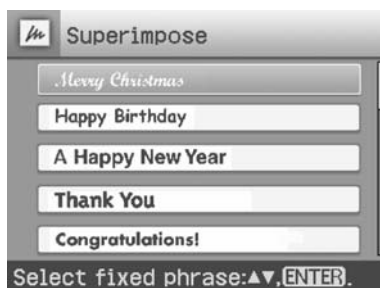 Superimpose
Merry Christmas
Happy Birthday
A Happy New Year
Thank You
Congratulations!
Select fixed phrase:▲▼,ENTER.